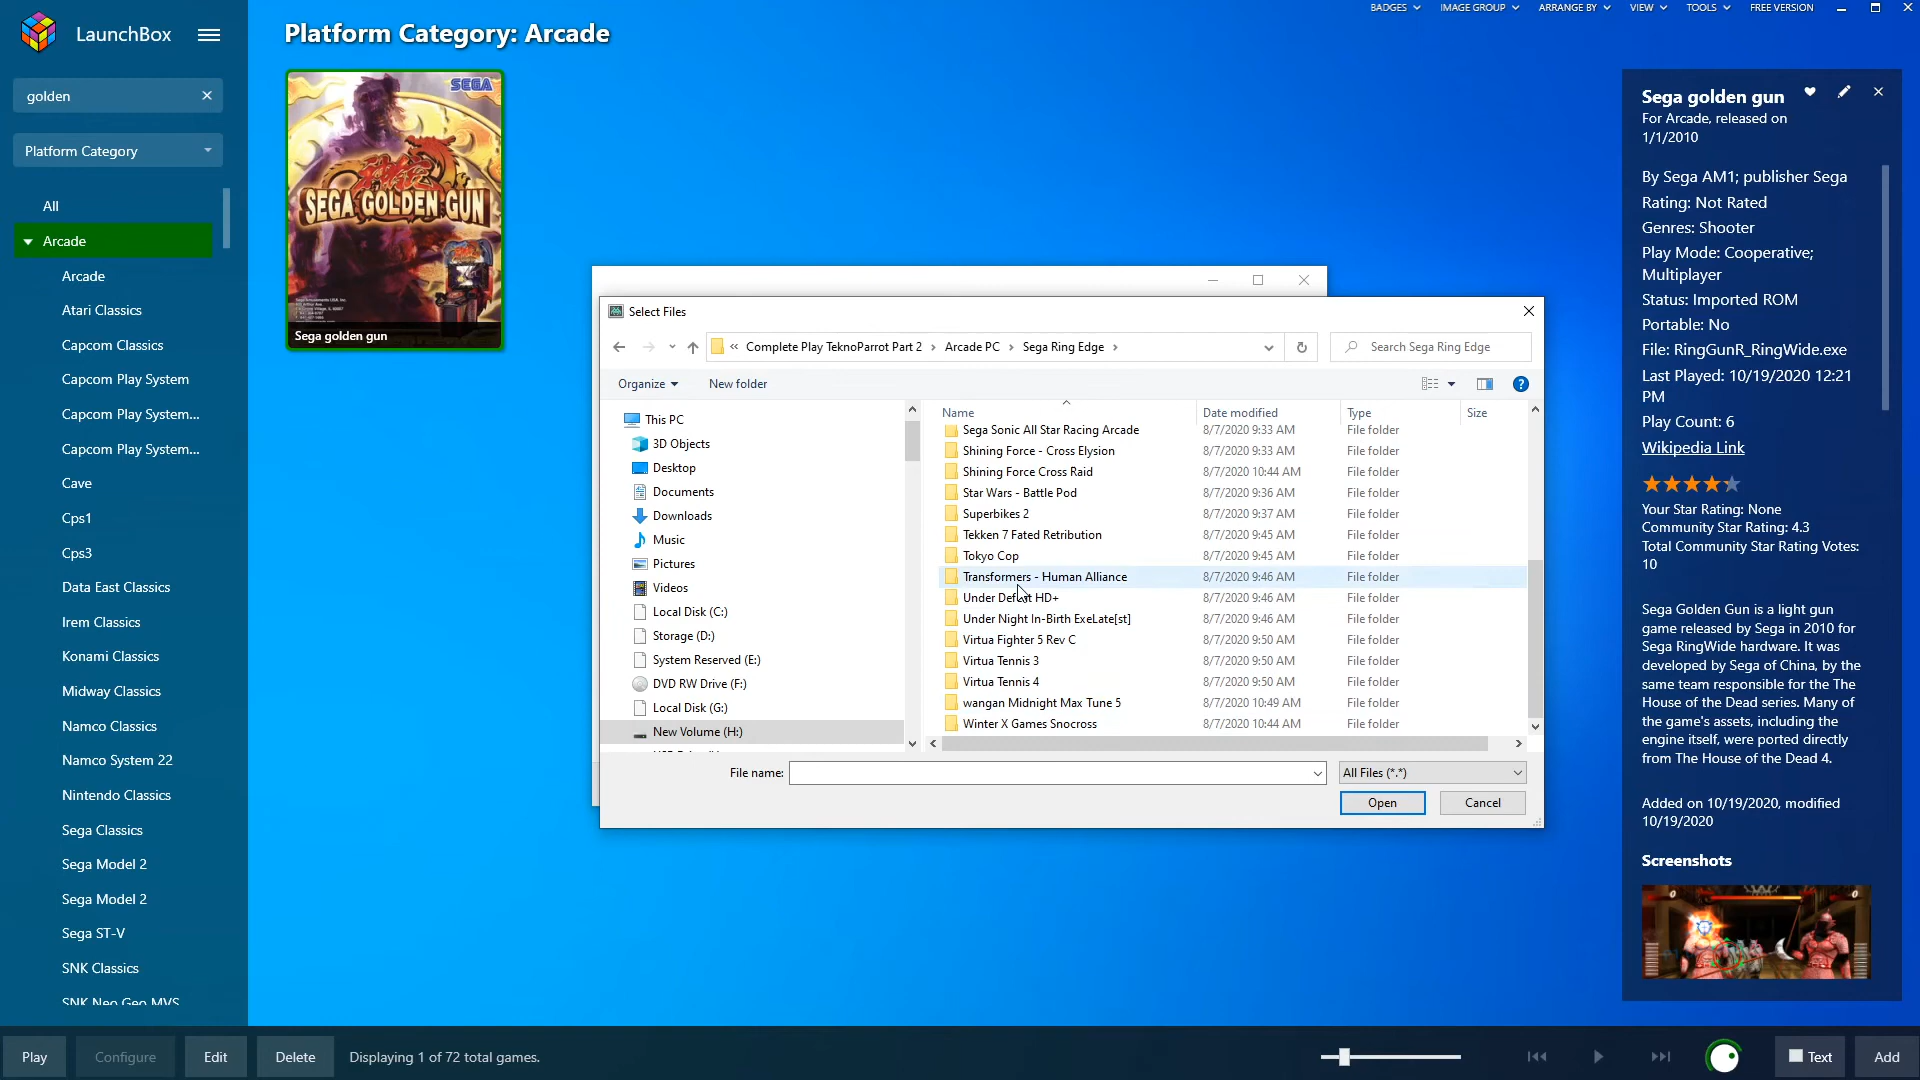 LaunchBox
Platform Category: Arcade
BADGES
IMAGE GROUP
ARRANGE BY
VIEW
TOOLS
FREE VERSION
golden
Platform Category
All
Arcade
Arcade
Atari Classics
Capcom Classics
Capcom Play System
Capcom Play System...
Capcom Play System...
Cave
Cps1
Cps3
Data East Classics
Irem Classics
Konami Classics
Midway Classics
Namco Classics
Namco System 22
Nintendo Classics
Sega Classics
Sega Model 2
Sega Model 2
Sega ST-V
SNK Classics
SNK Neo Geo MVS
SEGA
SEGA GOLDEN GUN
Sega golden gun
Select Files
« Complete Play TeknoParrot Part 2 › Arcade PC › Sega Ring Edge ›
Search Sega Ring Edge
Organize
New folder
This PC
3D Objects
Desktop
Documents
Downloads
Music
Pictures
Videos
Local Disk (C:)
Storage (D:)
System Reserved (E:)
DVD RW Drive (F:)
Local Disk (G:)
New Volume (H:)
Name Date modified Type Size
Sega Sonic All Star Racing Arcade 8/7/2020 9:33 AM File folder
Shining Force - Cross Elysion 8/7/2020 9:33 AM File folder
Shining Force Cross Raid 8/7/2020 10:44 AM File folder
Star Wars - Battle Pod 8/7/2020 9:36 AM File folder
Superbikes 2 8/7/2020 9:37 AM File folder
Tekken 7 Fated Retribution 8/7/2020 9:45 AM File folder
Tokyo Cop 8/7/2020 9:45 AM File folder
Transformers - Human Alliance 8/7/2020 9:46 AM File folder
Under Defeat HD+ 8/7/2020 9:46 AM File folder
Under Night In-Birth ExeLate[st] 8/7/2020 9:46 AM File folder
Virtua Fighter 5 Rev C 8/7/2020 9:50 AM File folder
Virtua Tennis 3 8/7/2020 9:50 AM File folder
Virtua Tennis 4 8/7/2020 9:50 AM File folder
wangan Midnight Max Tune 5 8/7/2020 10:49 AM File folder
Winter X Games Snocross 8/7/2020 10:44 AM File folder
File name:
All Files (*.*)
Open
Cancel
Sega golden gun
For Arcade, released on
1/1/2010
By Sega AM1; publisher Sega
Rating: Not Rated
Genres: Shooter
Play Mode: Cooperative;
Multiplayer
Status: Imported ROM
Portable: No
File: RingGunR_RingWide.exe
Last Played: 10/19/2020 12:21
PM
Play Count: 6
Wikipedia Link
Your Star Rating: None
Community Star Rating: 4.3
Total Community Star Rating Votes:
10
Sega Golden Gun is a light gun
game released by Sega in 2010 for
Sega RingWide hardware. It was
developed by Sega of China, by the
same team responsible for the The
House of the Dead series. Many of
the game's assets, including the
engine itself, were ported directly
from The House of the Dead 4.
Added on 10/19/2020, modified
10/19/2020
Screenshots
Play
Configure
Edit
Delete
Displaying 1 of 72 total games.
Text
Add